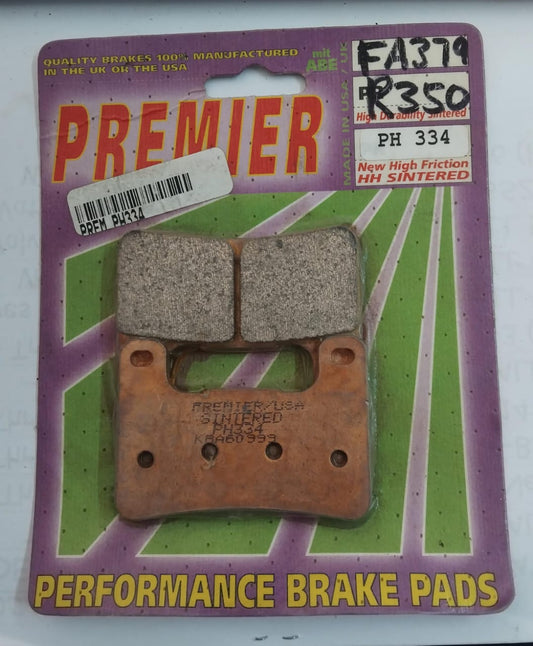 QUALITY BRAKES 100% MANUFACTURED
IN THE UK OR THE USA
mit
ABE
MADE IN USA / UK
FA379
R350
High Durability Sintered
PH 334
New High Friction
HH SINTERED
PREMIER
PREM PH334
PREMIER/USA
SINTERED
PH334
KBA60999
PERFORMANCE BRAKE PADS